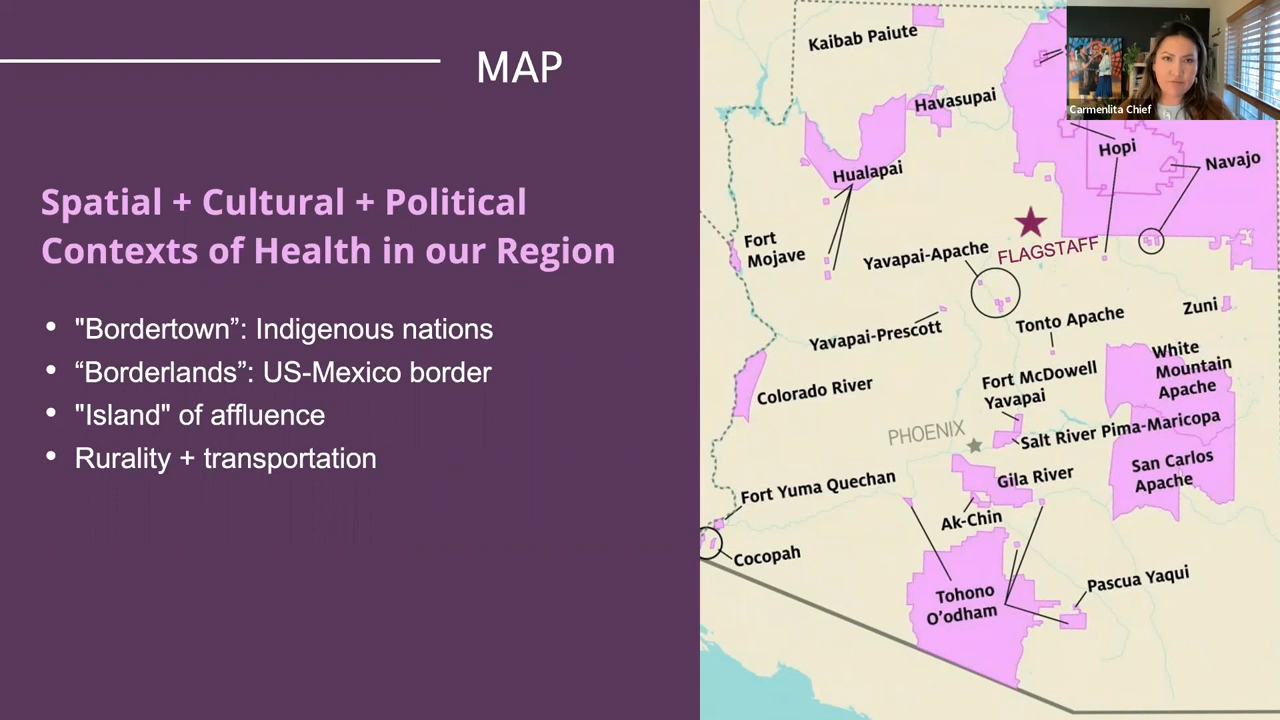 MAP
Spatial + Cultural + Political
Contexts of Health in our Region
• "Bordertown”: Indigenous nations
• “Borderlands”: US-Mexico border
• "Island" of affluence
• Rurality + transportation
Kaibab Paiute
Carmenlita Chief
Havasupai
Hopi
Navajo
Hualapai
Fort
Mojave
Yavapai-Apache
FLAGSTAFF
Yavapai-Prescott
Tonto Apache
Zuni
White
Mountain
Apache
Colorado River
Fort McDowell
Yavapai
PHOENIX
Salt River Pima-Maricopa
San Carlos
Apache
Gila River
Fort Yuma Quechan
Ak-Chin
Cocopah
Tohono
O’odham
Pascua Yaqui